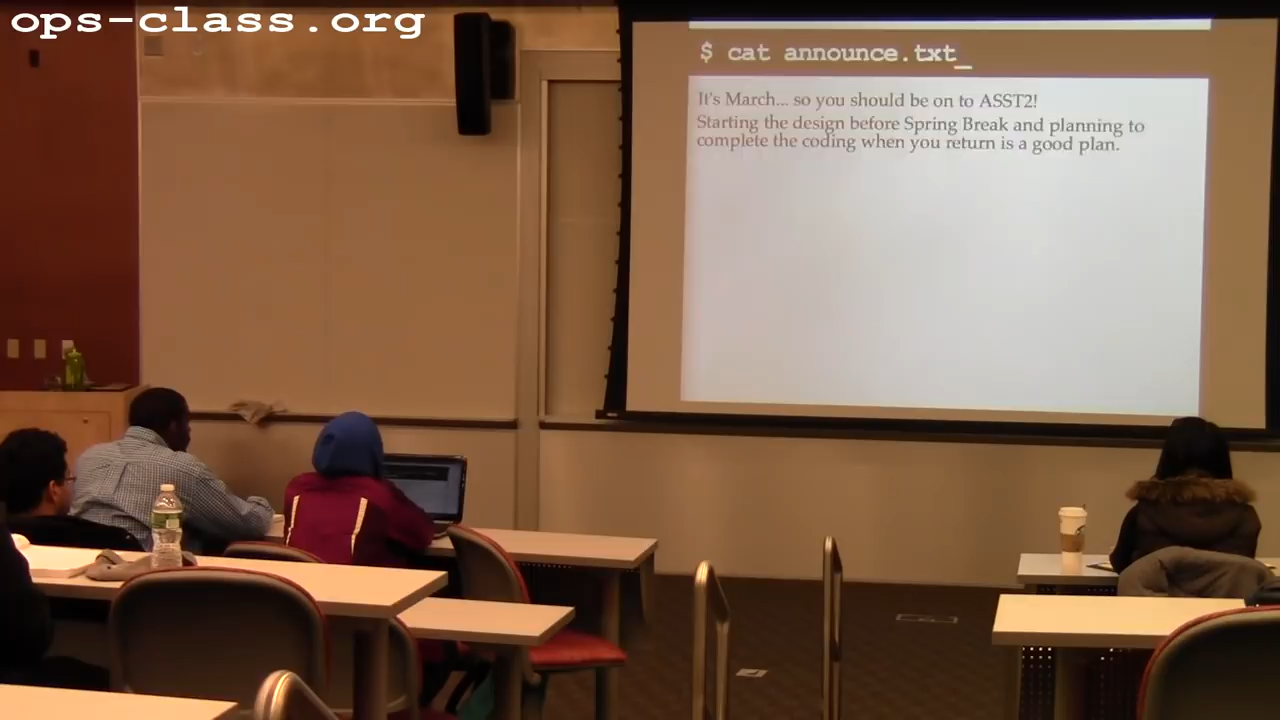 ops-class.org
$ cat announce.txt_
It's March... so you should be on to ASST2!
Starting the design before Spring Break and planning to
complete the coding when you return is a good plan.